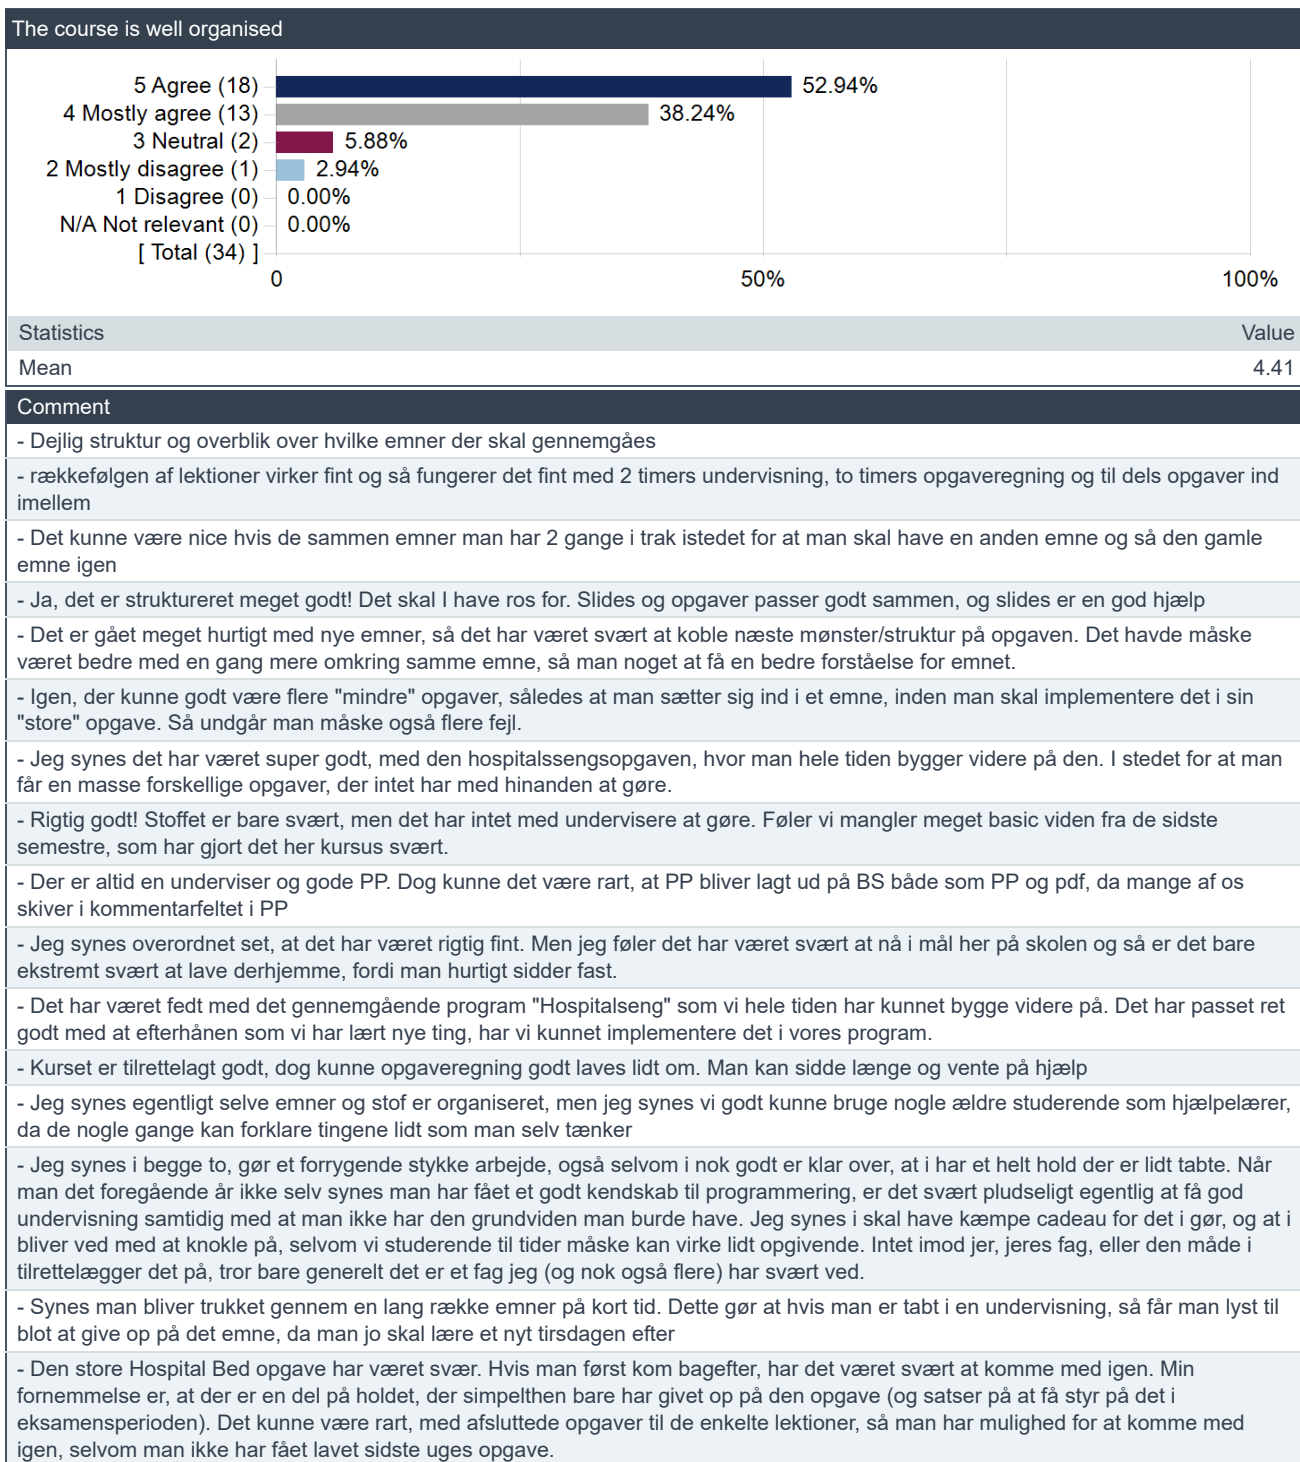 The course is well organised
5 Agree (18) 52.94%
4 Mostly agree (13) 38.24%
3 Neutral (2) 5.88%
2 Mostly disagree (1) 2.94%
1 Disagree (0) 0.00%
N/A Not relevant (0) 0.00%
[ Total (34) ]
0 50% 100%
Statistics Value
Mean 4.41
Comment
- Dejlig struktur og overblik over hvilke emner der skal gennemgåes
- rækkefølgen af lektioner virker fint og så fungerer det fint med 2 timers undervisning, to timers opgaveregning og til dels opgaver ind
imellem
- Det kunne være nice hvis de sammen emner man har 2 gange i trak istedet for at man skal have en anden emne og så den gamle
emne igen
- Ja, det er struktureret meget godt! Det skal I have ros for. Slides og opgaver passer godt sammen, og slides er en god hjælp
- Det er gået meget hurtigt med nye emner, så det har været svært at koble næste mønster/struktur på opgaven. Det havde måske
været bedre med en gang mere omkring samme emne, så man noget at få en bedre forståelse for emnet.
- Igen, der kunne godt være flere "mindre" opgaver, således at man sætter sig ind i et emne, inden man skal implementere det i sin
"store" opgave. Så undgår man måske også flere fejl.
- Jeg synes det har været super godt, med den hospitalssengsopgaven, hvor man hele tiden bygger videre på den. I stedet for at man
får en masse forskellige opgaver, der intet har med hinanden at gøre.
- Rigtig godt! Stoffet er bare svært, men det har intet med undervisere at gøre. Føler vi mangler meget basic viden fra de sidste
semestre, som har gjort det her kursus svært.
- Der er altid en underviser og gode PP. Dog kunne det være rart, at PP bliver lagt ud på BS både som PP og pdf, da mange af os
skiver i kommentarfeltet i PP
- Jeg synes overordnet set, at det har været rigtig fint. Men jeg føler det har været svært at nå i mål her på skolen og så er det bare
ekstremt svært at lave derhjemme, fordi man hurtigt sidder fast.
- Det har været fedt med det gennemgående program "Hospitalseng" som vi hele tiden har kunnet bygge videre på. Det har passet ret
godt med at efterhånen som vi har lært nye ting, har vi kunnet implementere det i vores program.
- Kurset er tilrettelagt godt, dog kunne opgaveregning godt laves lidt om. Man kan sidde længe og vente på hjælp
- Jeg synes egentligt selve emner og stof er organiseret, men jeg synes vi godt kunne bruge nogle ældre studerende som hjælpelærer,
da de nogle gange kan forklare tingene lidt som man selv tænker
- Jeg synes i begge to, gør et forrygende stykke arbejde, også selvom i nok godt er klar over, at i har et helt hold der er lidt tabte. Når
man det foregående år ikke selv synes man har fået et godt kendskab til programmering, er det svært pludseligt egentlig at få god
undervisning samtidig med at man ikke har den grundviden man burde have. Jeg synes i skal have kæmpe cadeau for det i gør, og at i
bliver ved med at knokle på, selvom vi studerende til tider måske kan virke lidt opgivende. Intet imod jer, jeres fag, eller den måde i
tilrettelægger det på, tror bare generelt det er et fag jeg (og nok også flere) har svært ved.
- Synes man bliver trukket gennem en lang række emner på kort tid. Dette gør at hvis man er tabt i en undervisning, så får man lyst til
blot at give op på det emne, da man jo skal lære et nyt tirsdagen efter
- Den store Hospital Bed opgave har været svær. Hvis man først kom bagefter, har det været svært at komme med igen. Min
fornemmelse er, at der er en del på holdet, der simpelthen bare har givet op på den opgave (og satser på at få styr på det i
eksamensperioden). Det kunne være rart, med afsluttede opgaver til de enkelte lektioner, så man har mulighed for at komme med
igen, selvom man ikke har fået lavet sidste uges opgave.